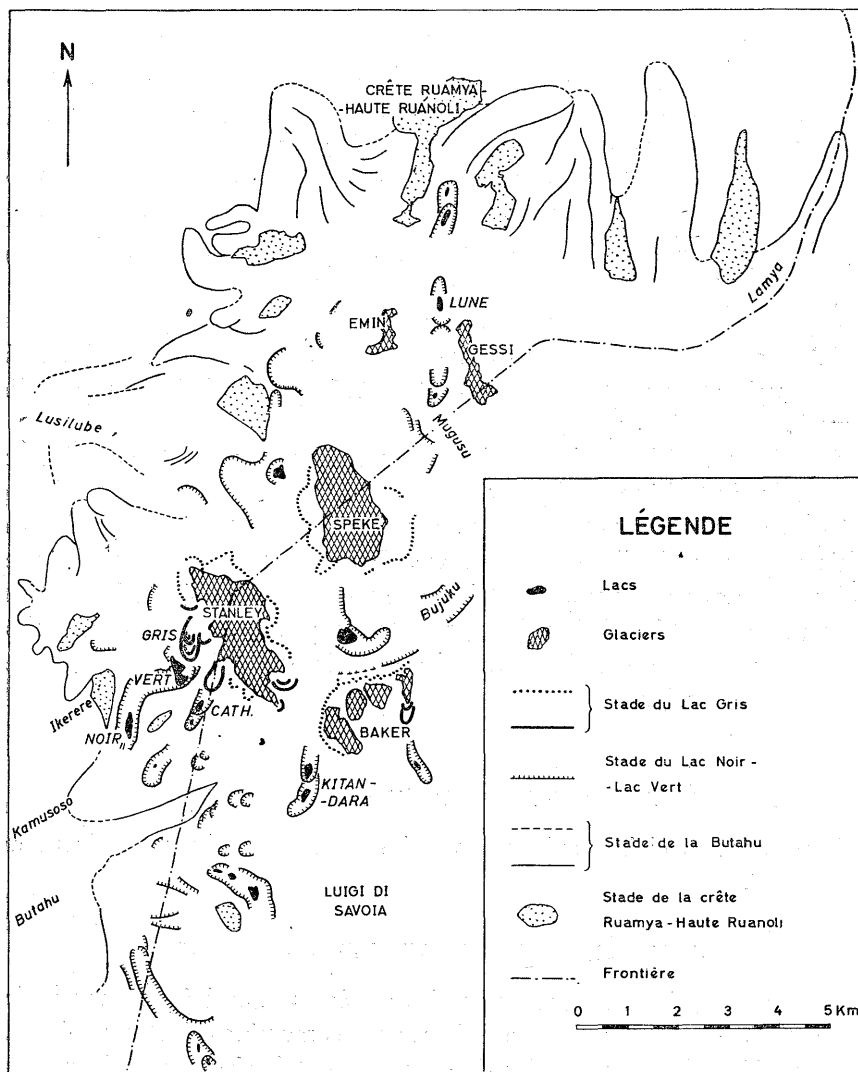 N
CRÊTE RUAMYA-
-HAUTE RUANOLI
Lamya
LUNE
EMIN
GESSI
Lusilube
Mugusu
SPEKE
STANLEY
Bujuku
GRIS
VERT
Ikerere
CATH.
NOIR
BAKER
KITAN-
-DARA
Kamusoso
Butahu
LUIGI DI
SAVOIA
LÉGENDE
Lacs
Glaciers
Stade du Lac Gris
Stade du Lac Noir -
-Lac Vert
Stade de la Butahu
Stade de la crête
Ruamya-Haute Ruanoli
Frontière
0 1 2 3 4 5 Km